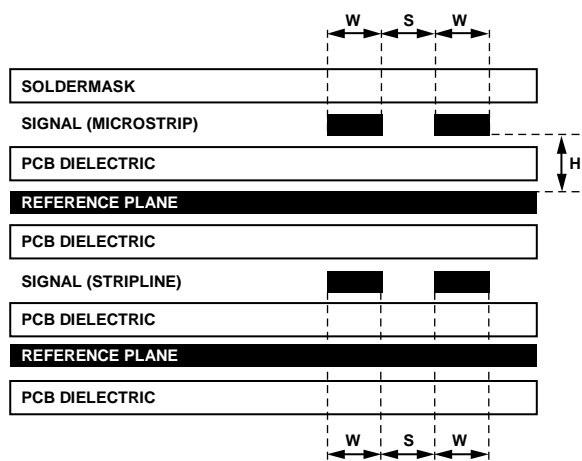 W S W
SOLDERMASK
SIGNAL (MICROSTRIP)
H
PCB DIELECTRIC
REFERENCE PLANE
PCB DIELECTRIC
SIGNAL (STRIPLINE)
PCB DIELECTRIC
REFERENCE PLANE
PCB DIELECTRIC
W S W